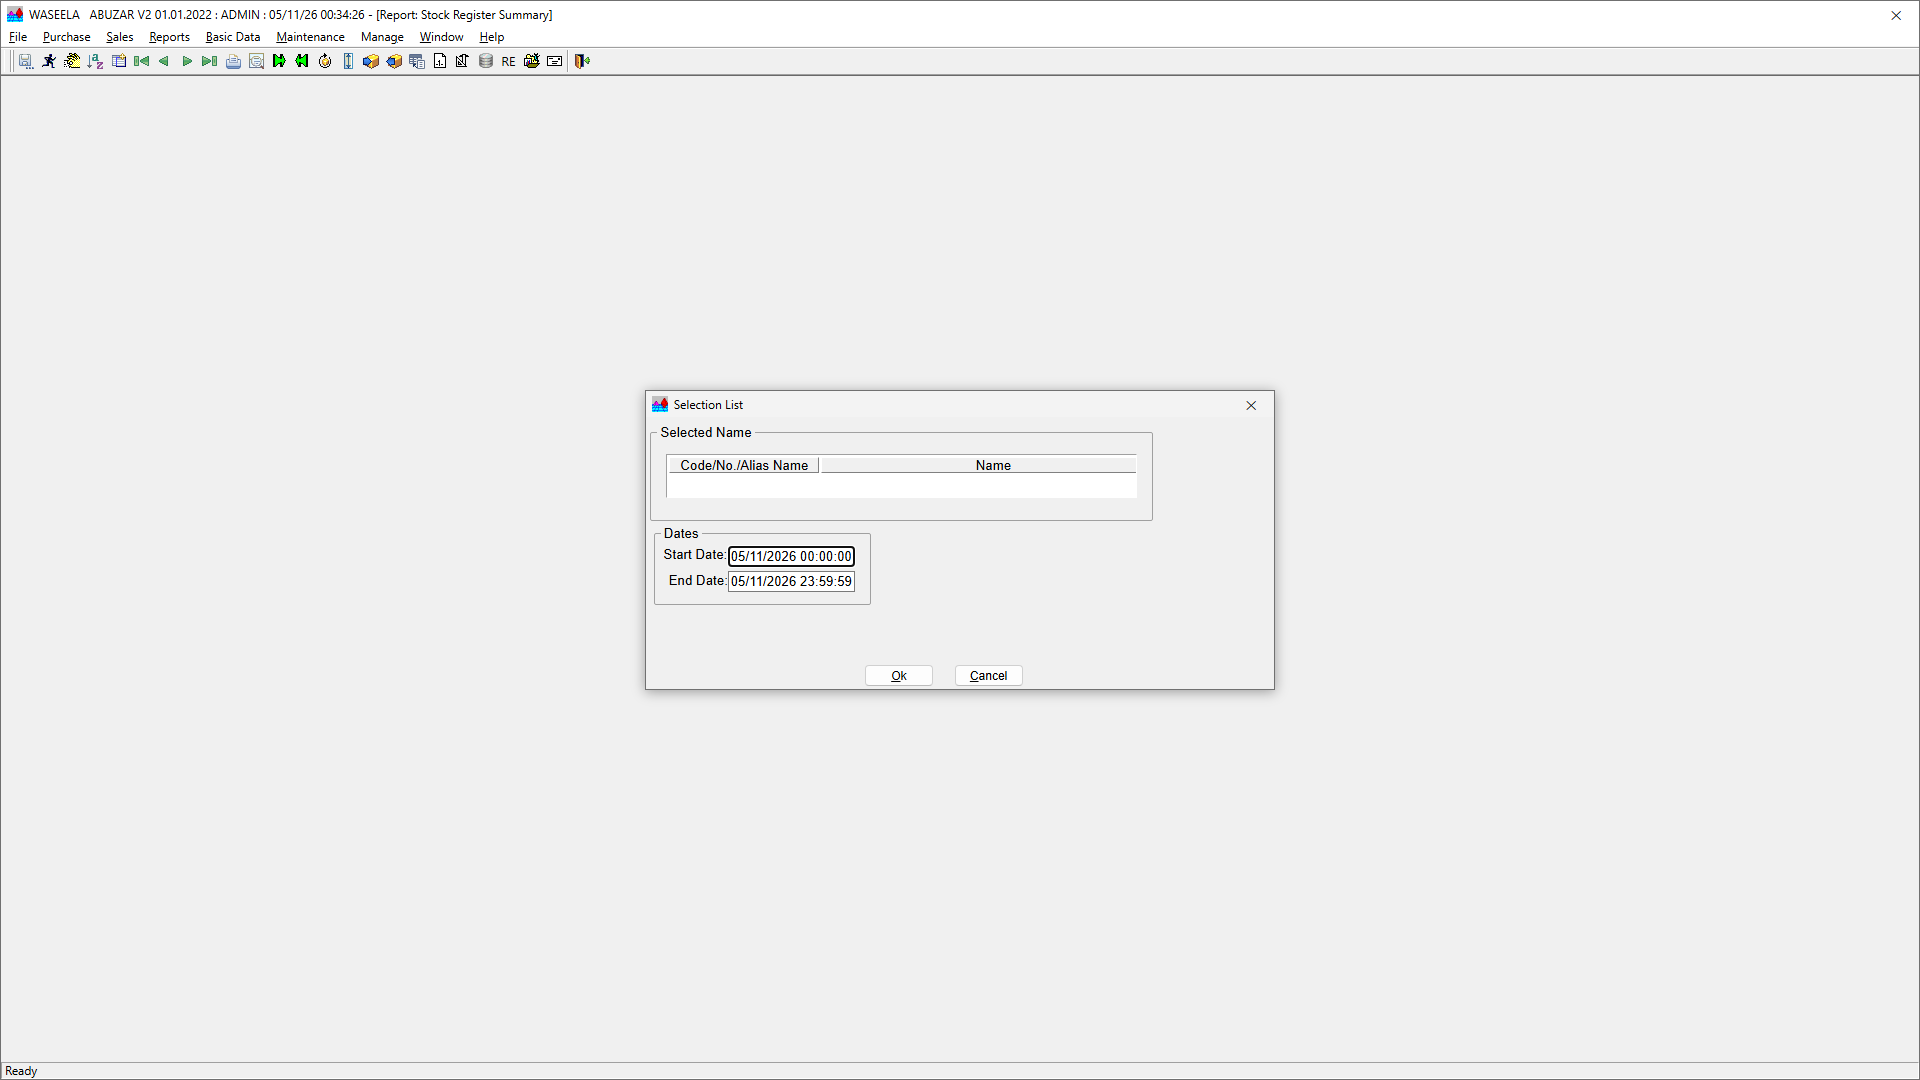 WASEELA   ABUZAR V2 01.01.2022 : ADMIN : 05/11/26 00:34:26 - [Report: Stock Register Summary]
File Purchase Sales Reports Basic Data Maintenance Manage Window Help
RE
Selection List
Selected Name
Code/No./Alias Name Name
Dates
Start Date: 05/11/2026 00:00:00
End Date: 05/11/2026 23:59:59
Ok Cancel
Ready